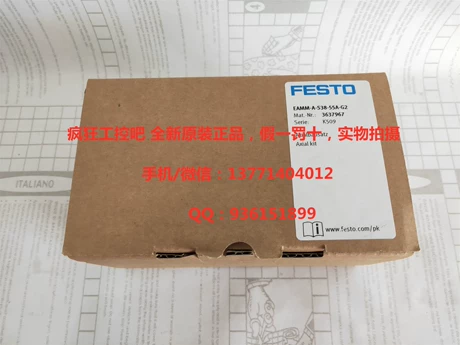 FESTO
EAMM-A-S38-55A-G2
Mat. Nr.: 3637967
Serie: KS09
Axial kit
疯狂工控吧 全新原装正品，假一罚十，实物拍摄
手机/微信：13771404012
QQ：936151899
www.festo.com/pk
ITALIANO